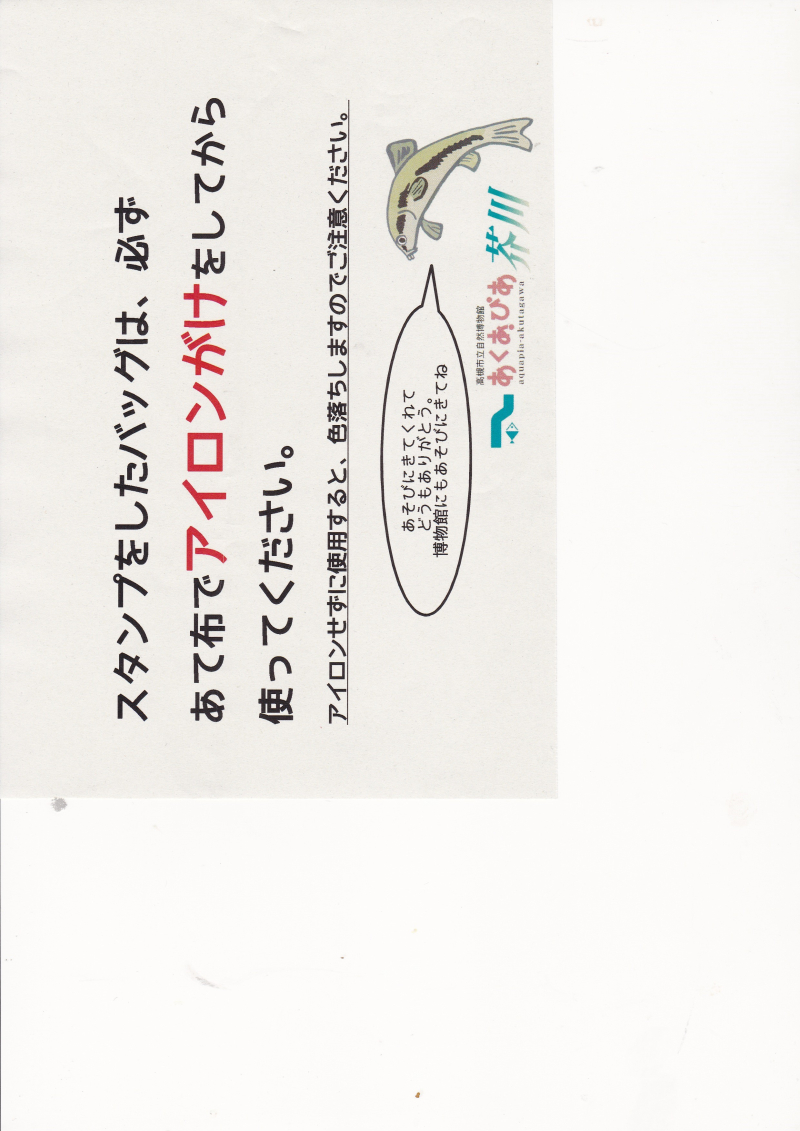 スタンプをしたバッグは、必ず
あて布でアイロンがけをしてから
使ってください。
アイロンせずに使用すると、色落ちしますのでご注意ください。
あそびにきてくれて
どうもありがとう。
博物館にもあそびにきてね
高槻市立自然博物館
あくあぴあ芥川
aquapia-akutagawa